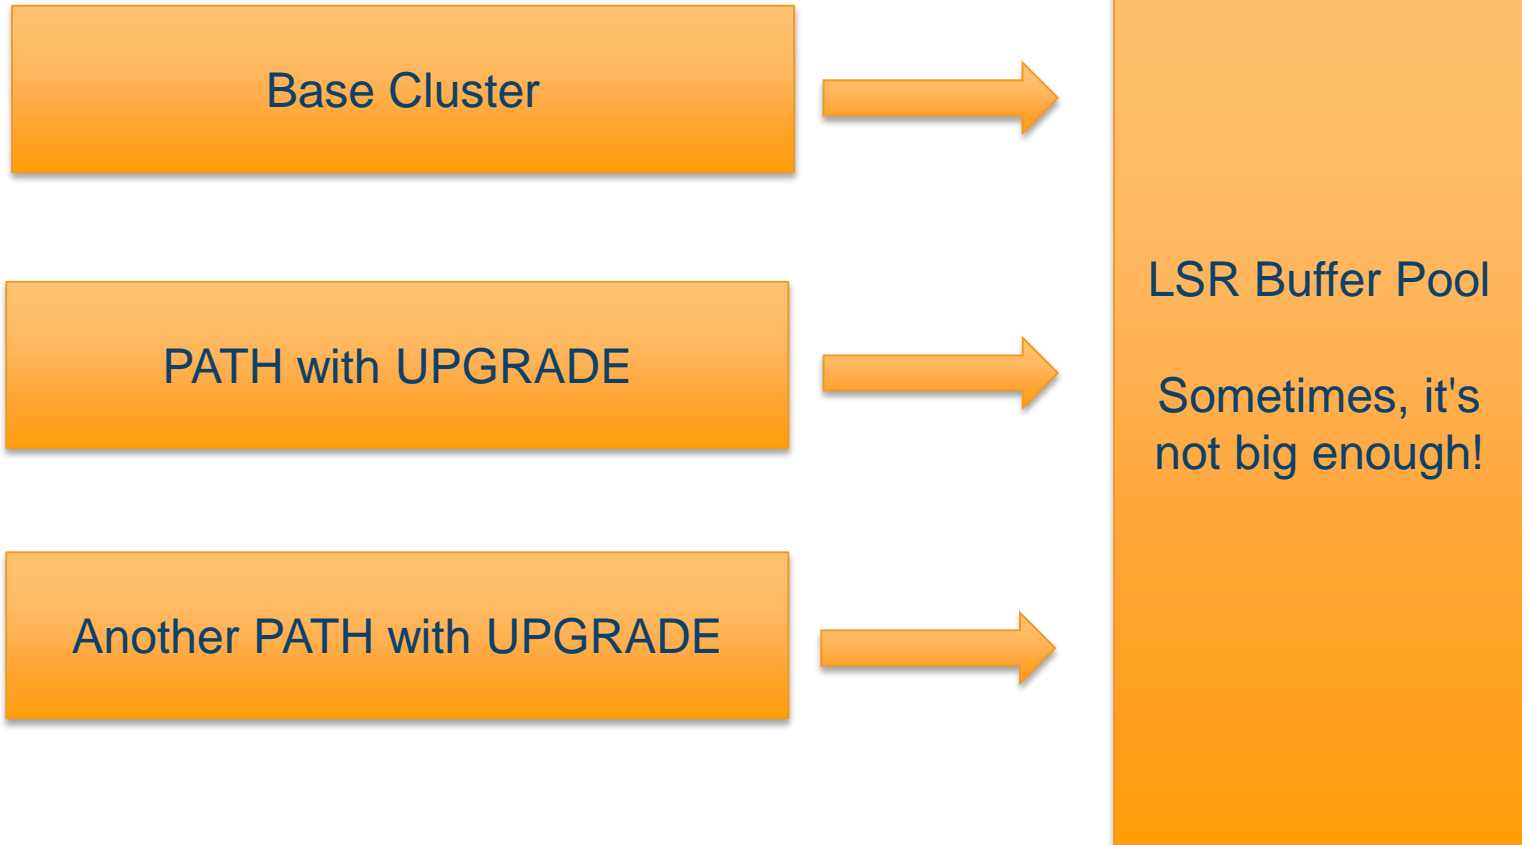 Base Cluster
PATH with UPGRADE
Another PATH with UPGRADE
LSR Buffer Pool
Sometimes, it's
not big enough!